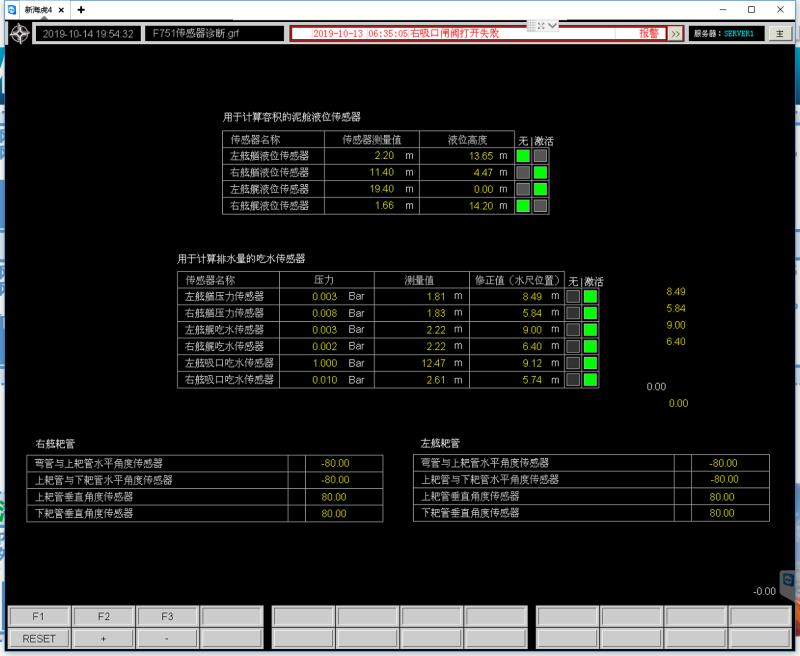 新海虎4
2019-10-14 19:54:32 F751传感器诊断.grf 2019-10-13 06:35:05 右吸口闸阀打开失败 报警 >> 服务器：SERVER1 主
用于计算容积的泥舱液位传感器
传感器名称 传感器测量值 液位高度 无|激活
左舷艏液位传感器 2.20 m 13.65 m
右舷艏液位传感器 11.40 m 4.47 m
左舷艉液位传感器 19.40 m 0.00 m
右舷艉液位传感器 1.66 m 14.20 m
用于计算排水量的吃水传感器
传感器名称 压力 测量值 修正值（水尺位置） 无|激活
左舷艏压力传感器 0.003 Bar 1.81 m 8.49 m 8.49
右舷艏压力传感器 0.008 Bar 1.83 m 5.84 m 5.84
左舷艉吃水传感器 0.003 Bar 2.22 m 9.00 m 9.00
右舷艉吃水传感器 0.002 Bar 2.22 m 6.40 m 6.40
左舷吸口吃水传感器 1.000 Bar 12.47 m 9.12 m
右舷吸口吃水传感器 0.010 Bar 2.61 m 5.74 m
0.00
0.00
右舷耙管
弯管与上耙管水平角度传感器 -80.00
上耙管与下耙管水平角度传感器 -80.00
上耙管垂直角度传感器 80.00
下耙管垂直角度传感器 80.00
左舷耙管
弯管与上耙管水平角度传感器 -80.00
上耙管与下耙管水平角度传感器 -80.00
上耙管垂直角度传感器 80.00
下耙管垂直角度传感器 80.00
-0.00
F1 F2 F3
RESET + -